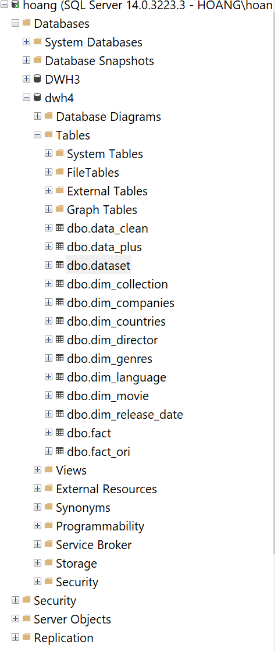 hoang (SQL Server 14.0.3223.3 - HOANG\hoan
Databases
System Databases
Database Snapshots
DWH3
dwh4
Database Diagrams
Tables
System Tables
FileTables
External Tables
Graph Tables
dbo.data_clean
dbo.data_plus
dbo.dataset
dbo.dim_collection
dbo.dim_companies
dbo.dim_countries
dbo.dim_director
dbo.dim_genres
dbo.dim_language
dbo.dim_movie
dbo.dim_release_date
dbo.fact
dbo.fact_ori
Views
External Resources
Synonyms
Programmability
Service Broker
Storage
Security
Security
Server Objects
Replication